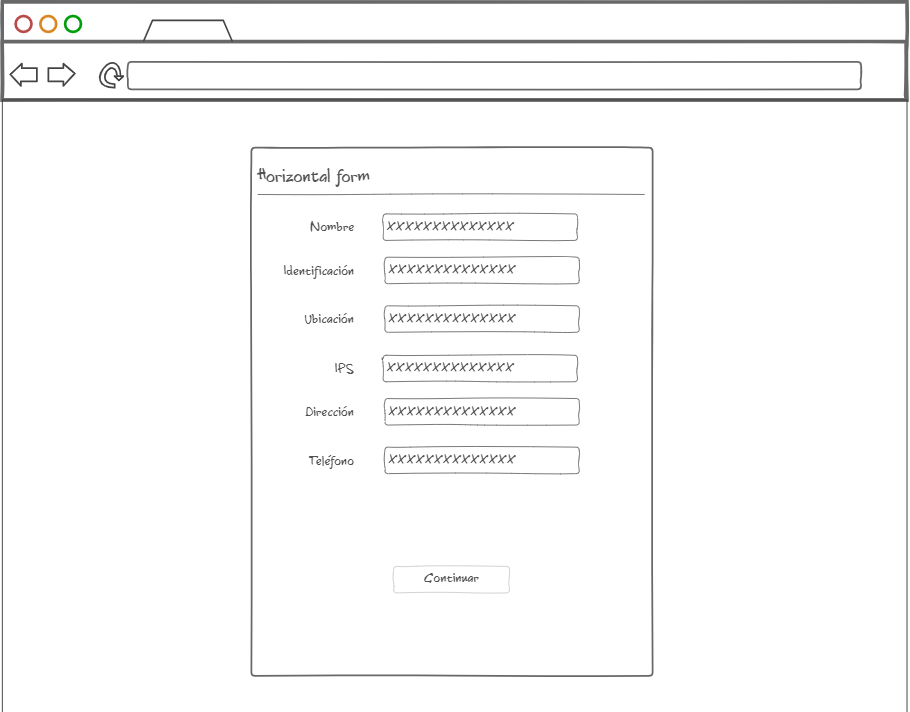 Horizontal form
Nombre XXXXXXXXXXXXXX
Identificación XXXXXXXXXXXXXX
Ubicación XXXXXXXXXXXXXX
IPS XXXXXXXXXXXXXX
Dirección XXXXXXXXXXXXXX
Teléfono XXXXXXXXXXXXXX
Continuar